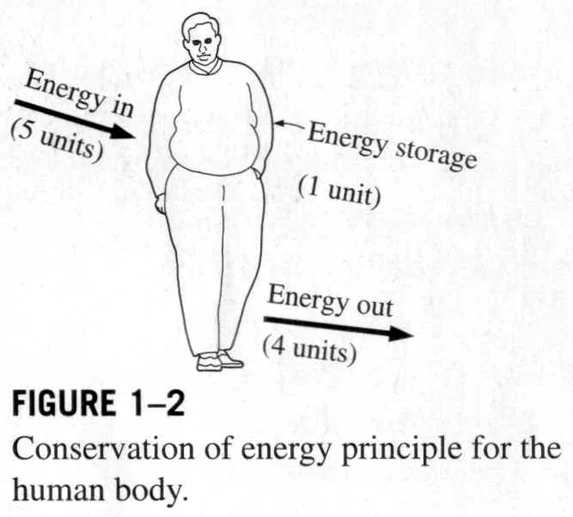 Energy in
(5 units)
Energy storage
(1 unit)
Energy out
(4 units)
FIGURE 1–2
Conservation of energy principle for the
human body.